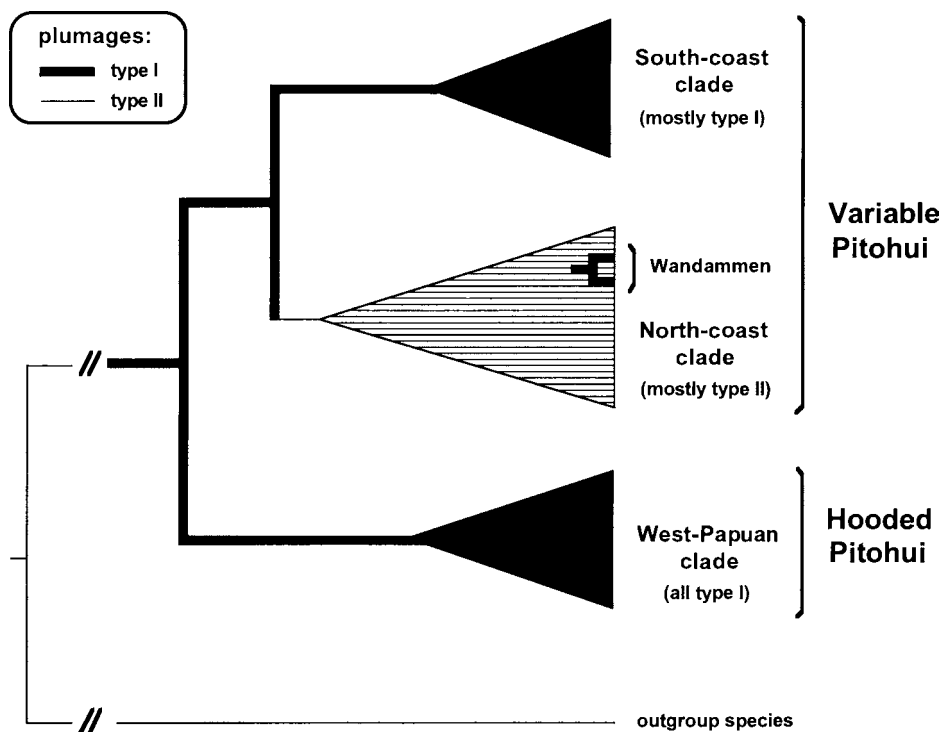 plumages:
type I
type II
South-coast
clade
(mostly type I)
Variable
Pitohui
Wandammen
North-coast
clade
(mostly type II)
West-Papuan
clade
(all type I)
Hooded
Pitohui
outgroup species